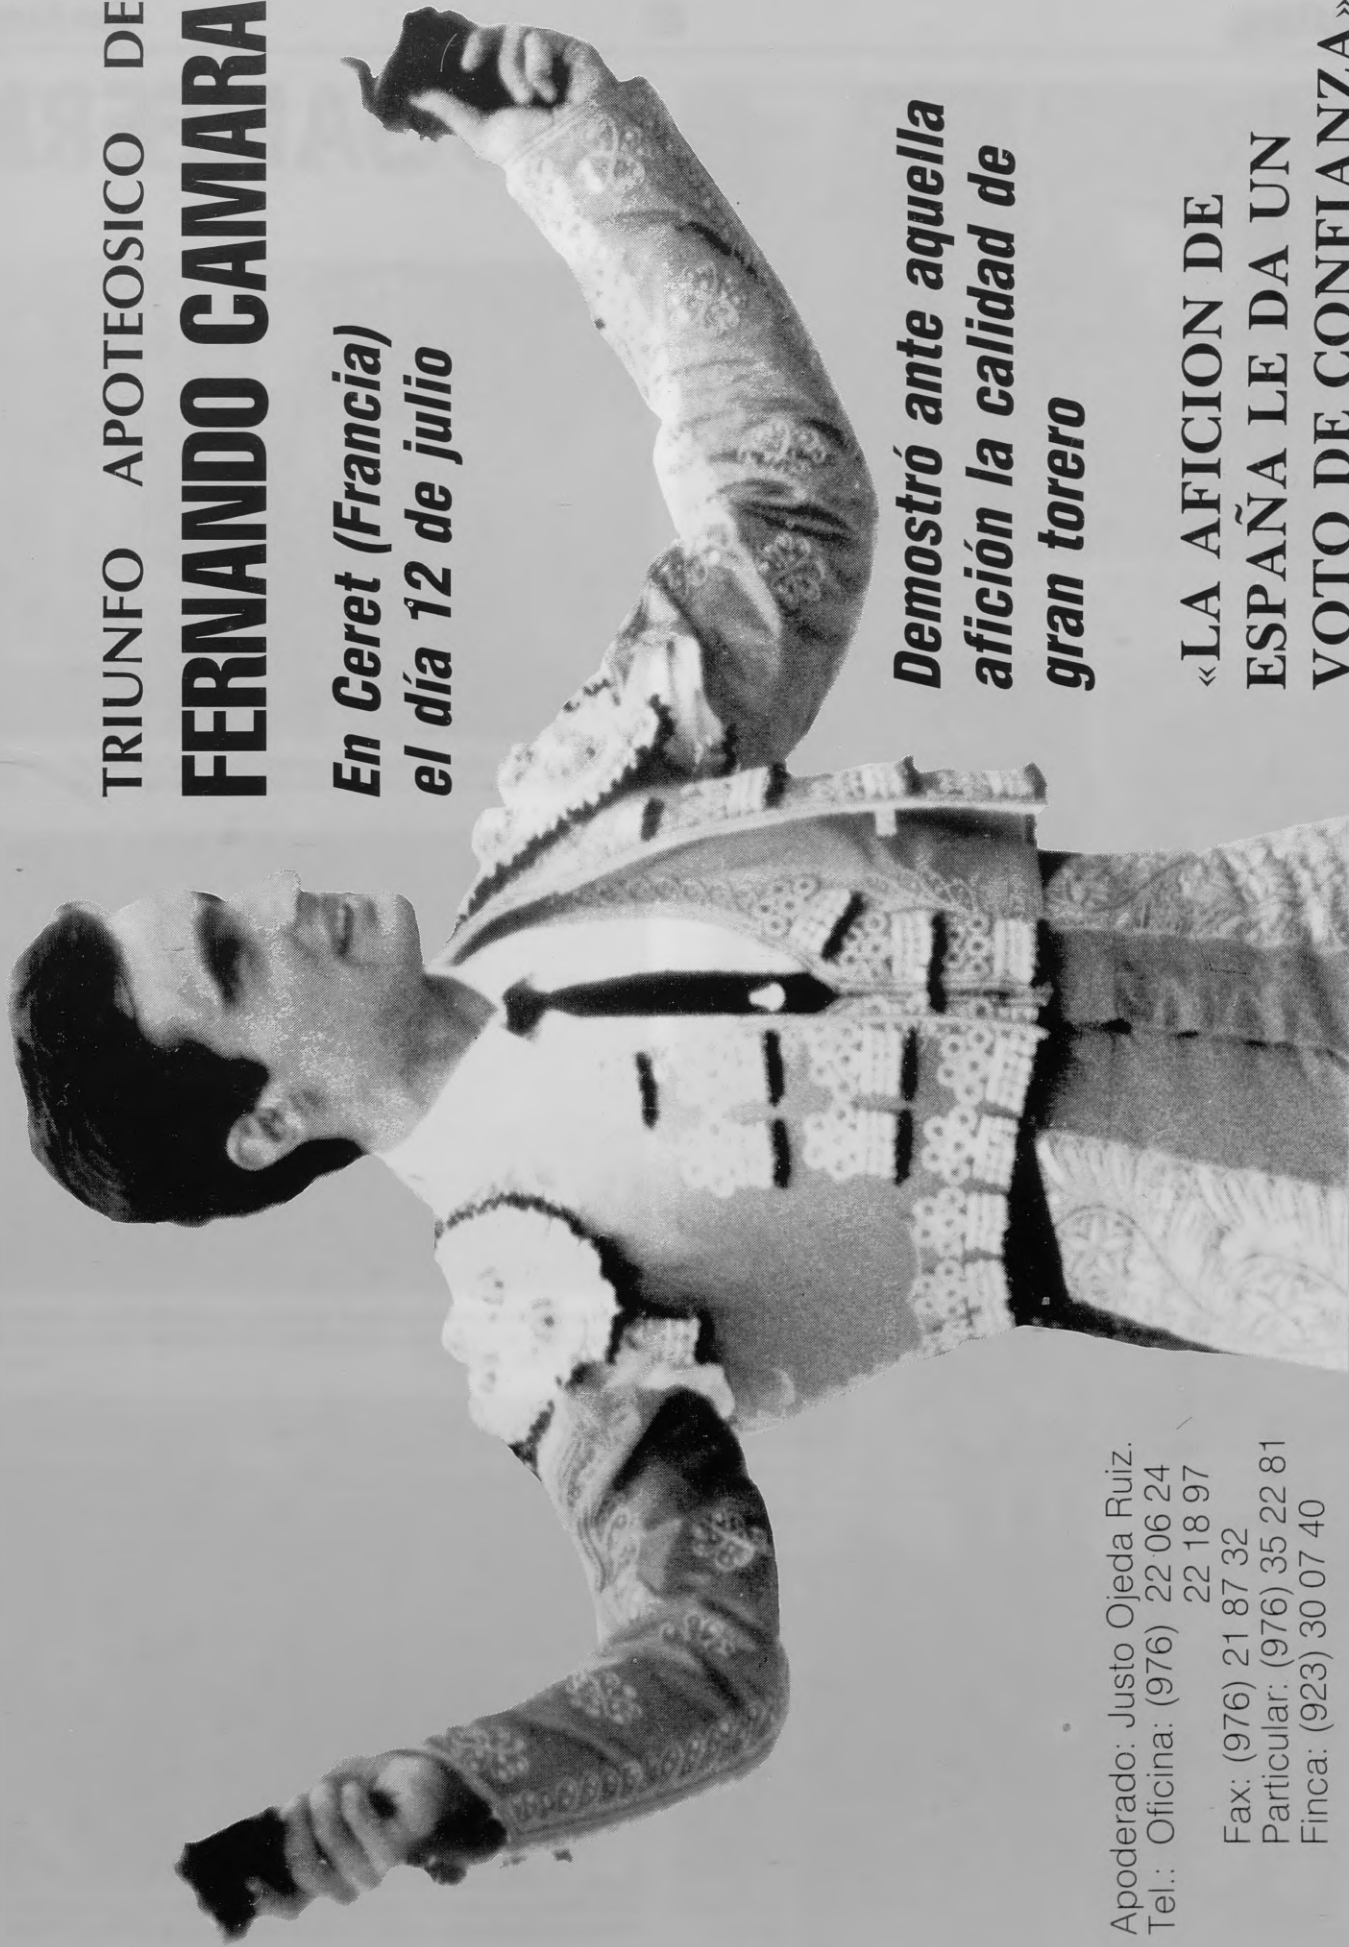 TRIUNFO APOTEOSICO DE
FERNANDO CAMARA
En Ceret (Francia)
el día 12 de julio
Demostró ante aquella
afición la calidad de
gran torero
«LA AFICION DE
ESPAÑA LE DA UN
VOTO DE CONFIANZA»
Apoderado: Justo Ojeda Ruiz.
Tel.: Oficina: (976) 22 06 24
22 18 97
Fax: (976) 21 87 32
Particular: (976) 35 22 81
Finca: (923) 30 07 40